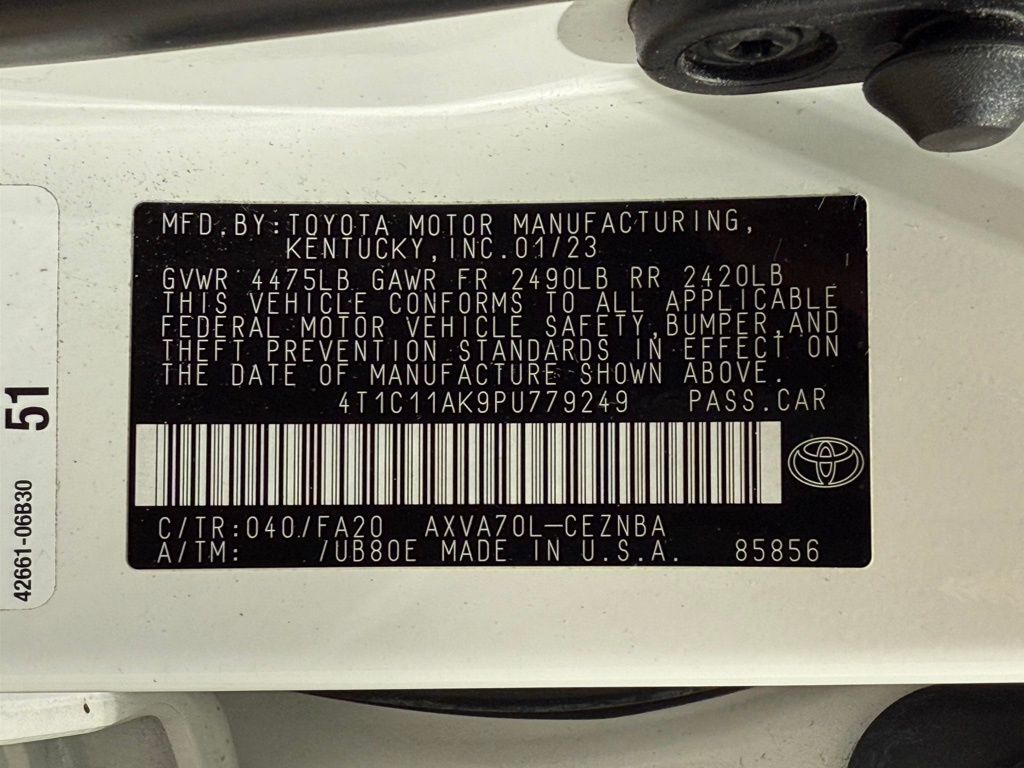 MFD.BY:TOYOTA MOTOR MANUFACTURING,
KENTUCKY,INC.01/23
GVWR 4475LB GAWR FR 2490LB RR 2420LB
THIS VEHICLE CONFORMS TO ALL APPLICABLE
FEDERAL MOTOR VEHICLE SAFETY,BUMPER,AND
THEFT PREVENTION STANDARDS IN EFFECT ON
THE DATE OF MANUFACTURE SHOWN ABOVE.
4T1C11AK9PU779249 PASS.CAR
C/TR:040/FA20 AXVA70L-CEZNBA
A/TM: /UB80E MADE IN U.S.A. 85856
51
42661-06B30